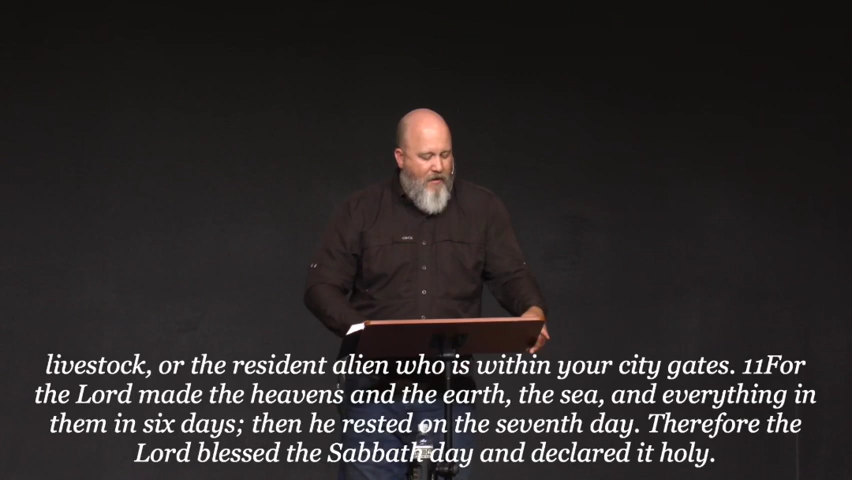 livestock, or the resident alien who is within your city gates. 11For
the Lord made the heavens and the earth, the sea, and everything in
them in six days; then he rested on the seventh day. Therefore the
Lord blessed the Sabbath day and declared it holy.